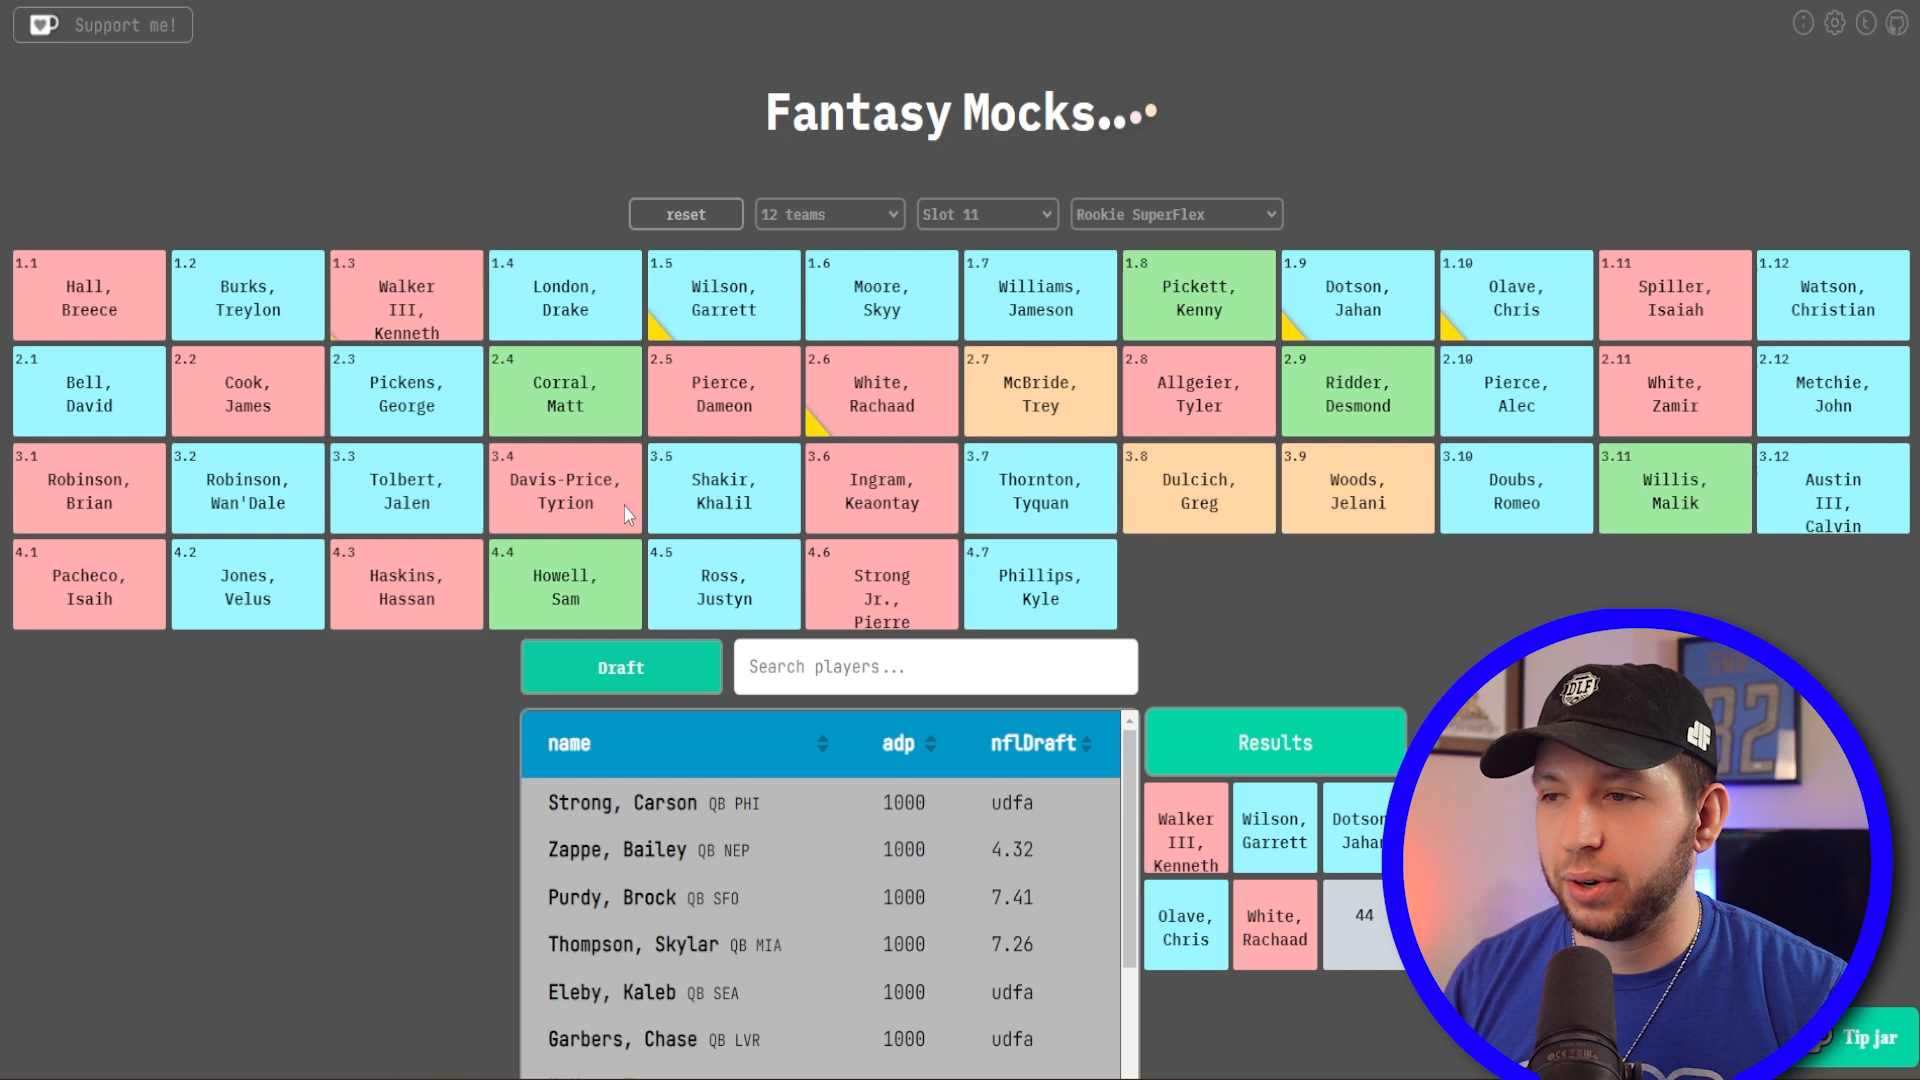 Support me!
Fantasy Mocks....
reset
12 teams
Slot 11
Rookie SuperFlex
1.1
Hall,
Breece
1.2
Burks,
Treylon
1.3
Walker
III,
Kenneth
1.4
London,
Drake
1.5
Wilson,
Garrett
1.6
Moore,
Skyy
1.7
Williams,
Jameson
1.8
Pickett,
Kenny
1.9
Dotson,
Jahan
1.10
Olave,
Chris
1.11
Spiller,
Isaiah
1.12
Watson,
Christian
2.1
Bell,
David
2.2
Cook,
James
2.3
Pickens,
George
2.4
Corral,
Matt
2.5
Pierce,
Dameon
2.6
White,
Rachaad
2.7
McBride,
Trey
2.8
Allgeier,
Tyler
2.9
Ridder,
Desmond
2.10
Pierce,
Alec
2.11
White,
Zamir
2.12
Metchie,
John
3.1
Robinson,
Brian
3.2
Robinson,
Wan'Dale
3.3
Tolbert,
Jalen
3.4
Davis-Price,
Tyrion
3.5
Shakir,
Khalil
3.6
Ingram,
Keaontay
3.7
Thornton,
Tyquan
3.8
Dulcich,
Greg
3.9
Woods,
Jelani
3.10
Doubs,
Romeo
3.11
Willis,
Malik
3.12
Austin
III,
Calvin
4.1
Pacheco,
Isaih
4.2
Jones,
Velus
4.3
Haskins,
Hassan
4.4
Howell,
Sam
4.5
Ross,
Justyn
4.6
Strong
Jr.,
Pierre
4.7
Phillips,
Kyle
Draft
Search players...
name adp nflDraft
Strong, Carson QB PHI 1000 udfa
Zappe, Bailey QB NEP 1000 4.32
Purdy, Brock QB SFO 1000 7.41
Thompson, Skylar QB MIA 1000 7.26
Eleby, Kaleb QB SEA 1000 udfa
Garbers, Chase QB LVR 1000 udfa
Results
Walker
III,
Kenneth
Wilson,
Garrett
Dotson
Jahan
Olave,
Chris
White,
Rachaad
44
DLF
82
Tip jar